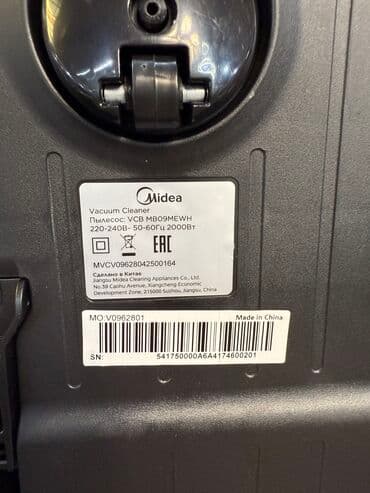 Midea
Vacuum Cleaner
Пылесос: VCB MB09MEWH
220-240В~ 50-60Гц 2000Вт
EAC
MVCV09628042500164
Сделано в Китае
Jiangsu Midea Cleaning Appliances Co., Ltd.
No.39 Caohu Avenue, Xiangcheng Economic
Development Zone, 215000 Suzhou, Jiangsu, China
MO:V0962801
Made in China
SN:
541750000A6A4174600201